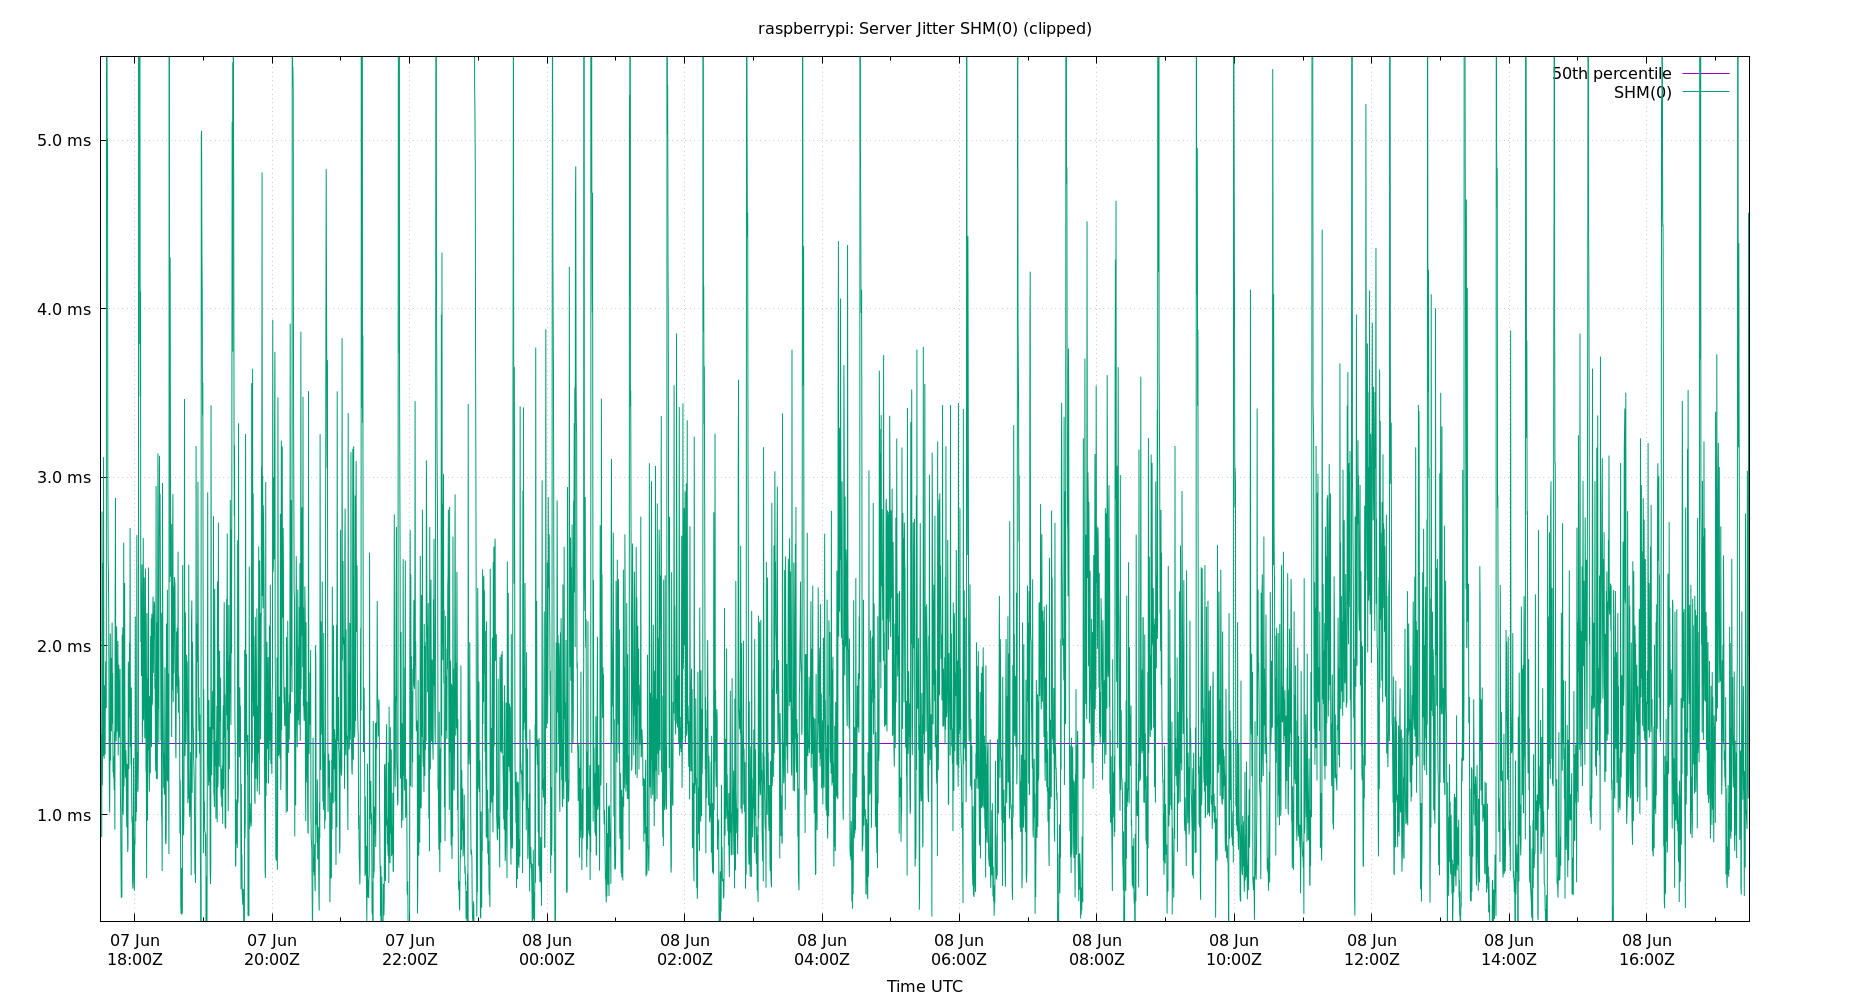 raspberrypi: Server Jitter SHM(0) (clipped)
50th percentile
SHM(0)
5.0 ms
4.0 ms
3.0 ms
2.0 ms
1.0 ms
07 Jun 07 Jun 07 Jun 08 Jun 08 Jun 08 Jun 08 Jun 08 Jun 08 Jun 08 Jun 08 Jun 08 Jun
18:00Z 20:00Z 22:00Z 00:00Z 02:00Z 04:00Z 06:00Z 08:00Z 10:00Z 12:00Z 14:00Z 16:00Z
Time UTC